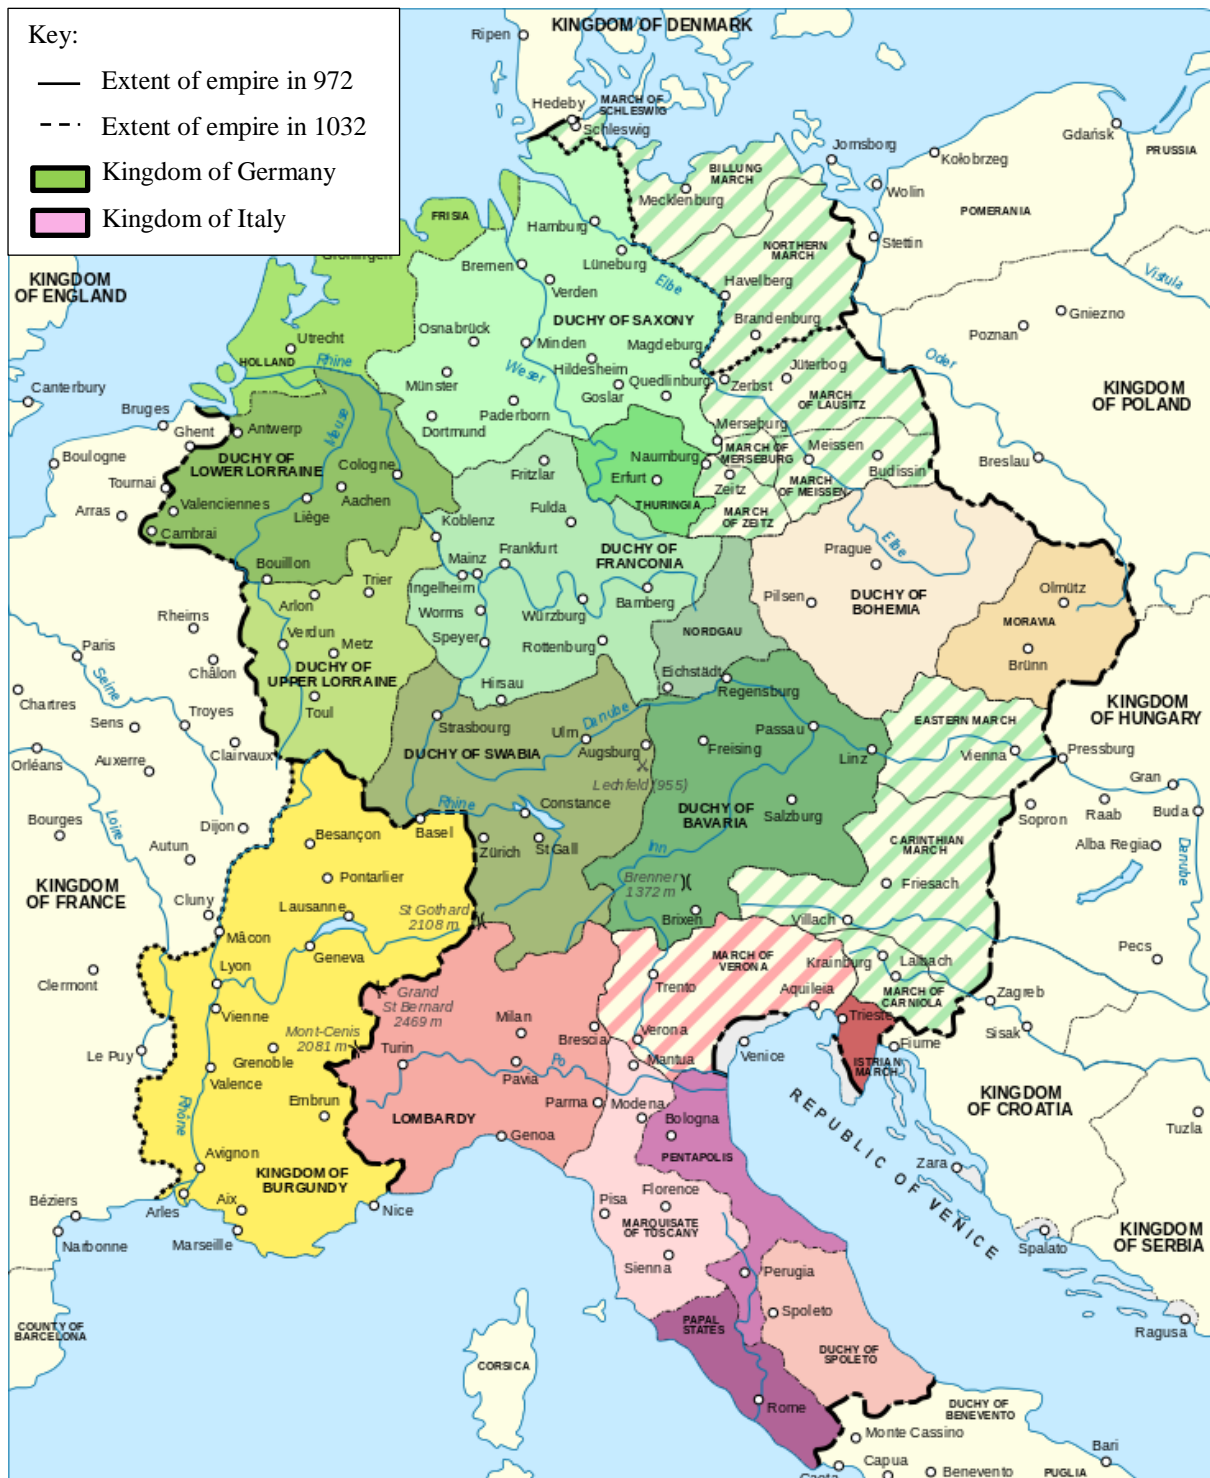 Key:
Extent of empire in 972
Extent of empire in 1032
Kingdom of Germany
Kingdom of Italy
KINGDOM OF DENMARK
Ripen
Hedeby
MARCH OF
SCHLESWIG
Schleswig
Jomsborg
Gdańsk
PRUSSIA
Kołobrzeg
Wolin
POMERANIA
BILLUNG
MARCH
Mecklenburg
FRISIA
Groningen
Hamburg
Stettin
NORTHERN
MARCH
Lüneburg
Bremen
KINGDOM
OF ENGLAND
Verden
Elbe
Havelberg
Vistula
Gniezno
Poznan
Osnabrück
DUCHY OF SAXONY
Brandenburg
Utrecht
Minden
Magdeburg
HOLLAND
Rhine
Weser
Hildesheim
Oder
Canterbury
Münster
Goslar
Quedlinburg
Zerbst
Jüterbog
KINGDOM
OF POLAND
MARCH
OF LAUSITZ
Bruges
Paderborn
Ghent
Antwerp
Meuse
Dortmund
Merseburg
MARCH OF
MERSEBURG
Meissen
Boulogne
DUCHY OF
LOWER LORRAINE
Cologne
Fritzlar
Naumburg
Budissin
Breslau
Tournai
Aachen
Erfurt
Zeitz
MARCH
OF MEISSEN
Arras
Valenciennes
Liège
Fulda
THURINGIA
MARCH
OF ZEITZ
Cambrai
Koblenz
Frankfurt
DUCHY OF
FRANCONIA
Prague
Elbe
Bouillon
Mainz
Trier
Ingelheim
Arlon
Worms
Würzburg
Bamberg
Pilsen
DUCHY OF
BOHEMIA
Olmütz
MORAVIA
Brünn
Rheims
Verdun
Metz
Speyer
Rottenburg
NORDGAU
Paris
Châlon
DUCHY OF
UPPER LORRAINE
Hirsau
Eichstädt
Regensburg
Seine
Chartres
Toul
Troyes
Sens
Strasbourg
Danube
Ulm
Passau
EASTERN MARCH
KINGDOM
OF HUNGARY
Orléans
Auxerre
Clairvaux
DUCHY OF SWABIA
Augsburg
Freising
Linz
Vienna
Pressburg
Lechfeld (955)
Gran
Loire
Rhine
Constance
DUCHY OF
BAVARIA
Salzburg
Sopron
Raab
Buda
Bourges
Dijon
Besançon
Basel
Zürich
St Gall
Inn
CARINTHIAN
MARCH
Alba Regia
Danube
Autun
Pontarlier
Brenner
1372 m
Friesach
KINGDOM
OF FRANCE
Cluny
Lausanne
St Gothard
2108 m
Brixen
Villach
Mâcon
Geneva
Pecs
Clermont
Lyon
MARCH OF
VERONA
Krainburg
Laibach
Trento
Aquileia
MARCH OF
CARNIOLA
Zagreb
Grand
St Bernard
2469 m
Vienne
Milan
Trieste
Sisak
Mont-Cenis
2081 m
Turin
Brescia
Verona
Venice
Fiume
Le Puy
Grenoble
Valence
Pavia
Po
Mantua
ISTRIAN
MARCH
Embrun
Parma
Modena
KINGDOM
OF CROATIA
Rhône
LOMBARDY
Genoa
Bologna
Tuzla
PENTAPOLIS
REPUBLIC OF VENICE
Avignon
KINGDOM OF
BURGUNDY
Zara
Béziers
Arles
Aix
Nice
Pisa
Florence
MARQUISATE
OF TOSCANY
Narbonne
Marseille
Sienna
Spalato
KINGDOM
OF SERBIA
Perugia
Spoleto
COUNTY OF
BARCELONA
CORSICA
PAPAL
STATES
DUCHY OF
SPOLETO
Ragusa
Rome
DUCHY OF
BENEVENTO
Monte Cassino
Capua
Bari
Gaeta
Benevento
PUGLIA